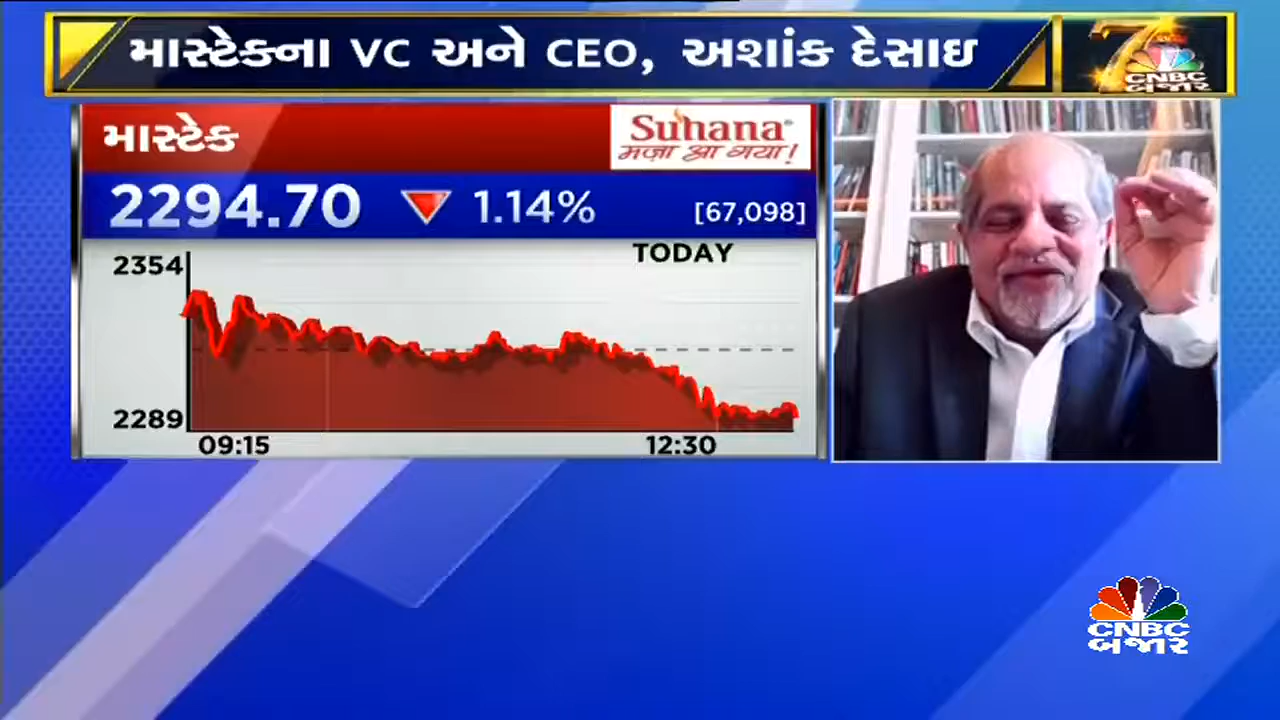 માસ્ટેકના VC અને CEO, અશાંક દેસાઇ
7
CNBC
બજાર
માસ્ટેક
Suhana
मज़ा आ गया!
2294.70 ▼ 1.14% [67,098]
TODAY
2354
2289
09:15 12:30
CNBC
બજાર